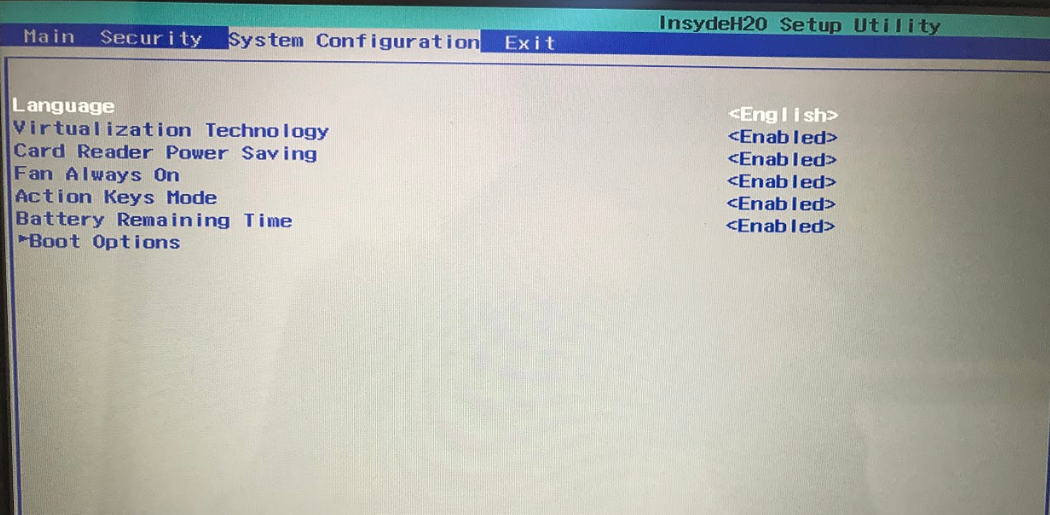 InsydeH20 Setup Utility
Main Security System Configuration Exit
Language <English>
Virtualization Technology <Enabled>
Card Reader Power Saving <Enabled>
Fan Always On <Enabled>
Action Keys Mode <Enabled>
Battery Remaining Time <Enabled>
►Boot Options